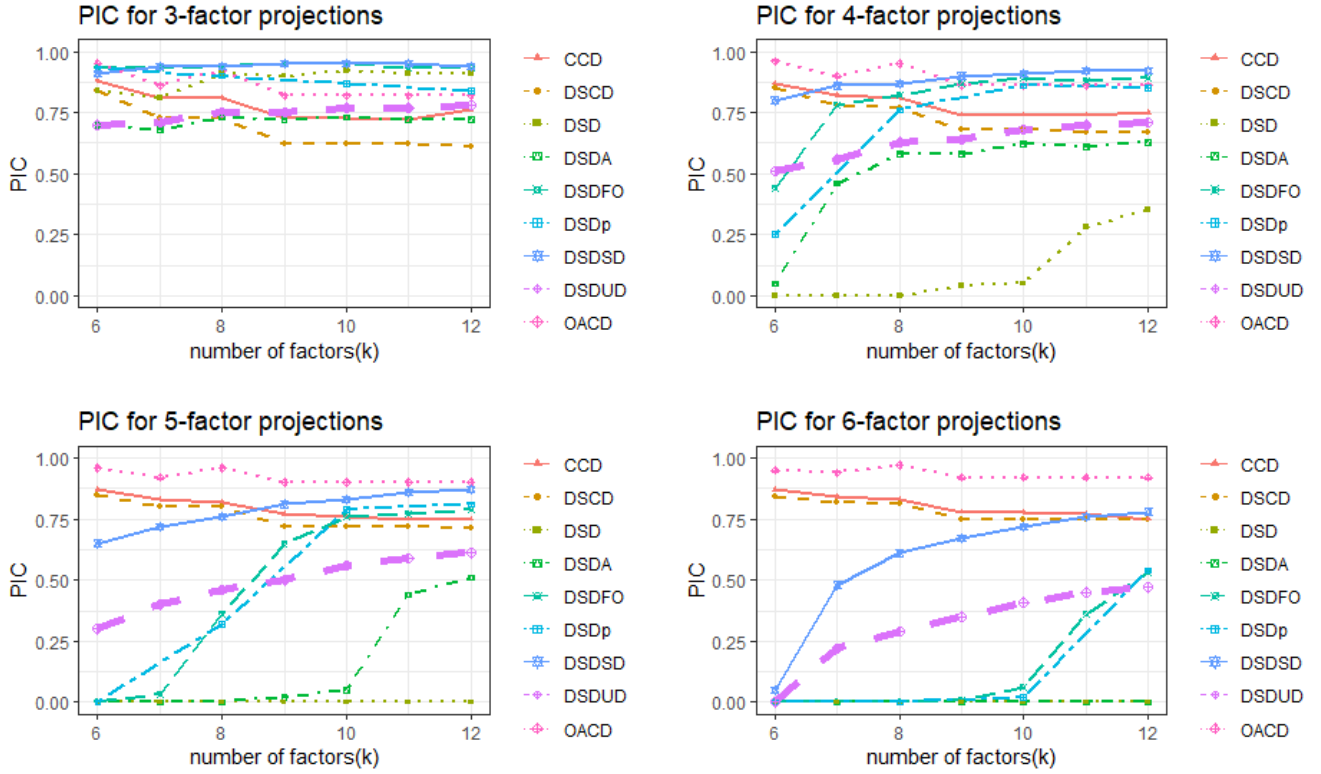 PIC for 3-factor projections
1.00
0.75
0.50
0.25
0.00
PIC
6
8
10
12
number of factors(k)
CCD
DSCD
DSD
DSDA
DSDFO
DSDp
DSDSD
DSDUD
OACD
PIC for 4-factor projections
1.00
0.75
0.50
0.25
0.00
PIC
6
8
10
12
number of factors(k)
CCD
DSCD
DSD
DSDA
DSDFO
DSDp
DSDSD
DSDUD
OACD
PIC for 5-factor projections
1.00
0.75
0.50
0.25
0.00
PIC
6
8
10
12
number of factors(k)
CCD
DSCD
DSD
DSDA
DSDFO
DSDp
DSDSD
DSDUD
OACD
PIC for 6-factor projections
1.00
0.75
0.50
0.25
0.00
PIC
6
8
10
12
number of factors(k)
CCD
DSCD
DSD
DSDA
DSDFO
DSDp
DSDSD
DSDUD
OACD